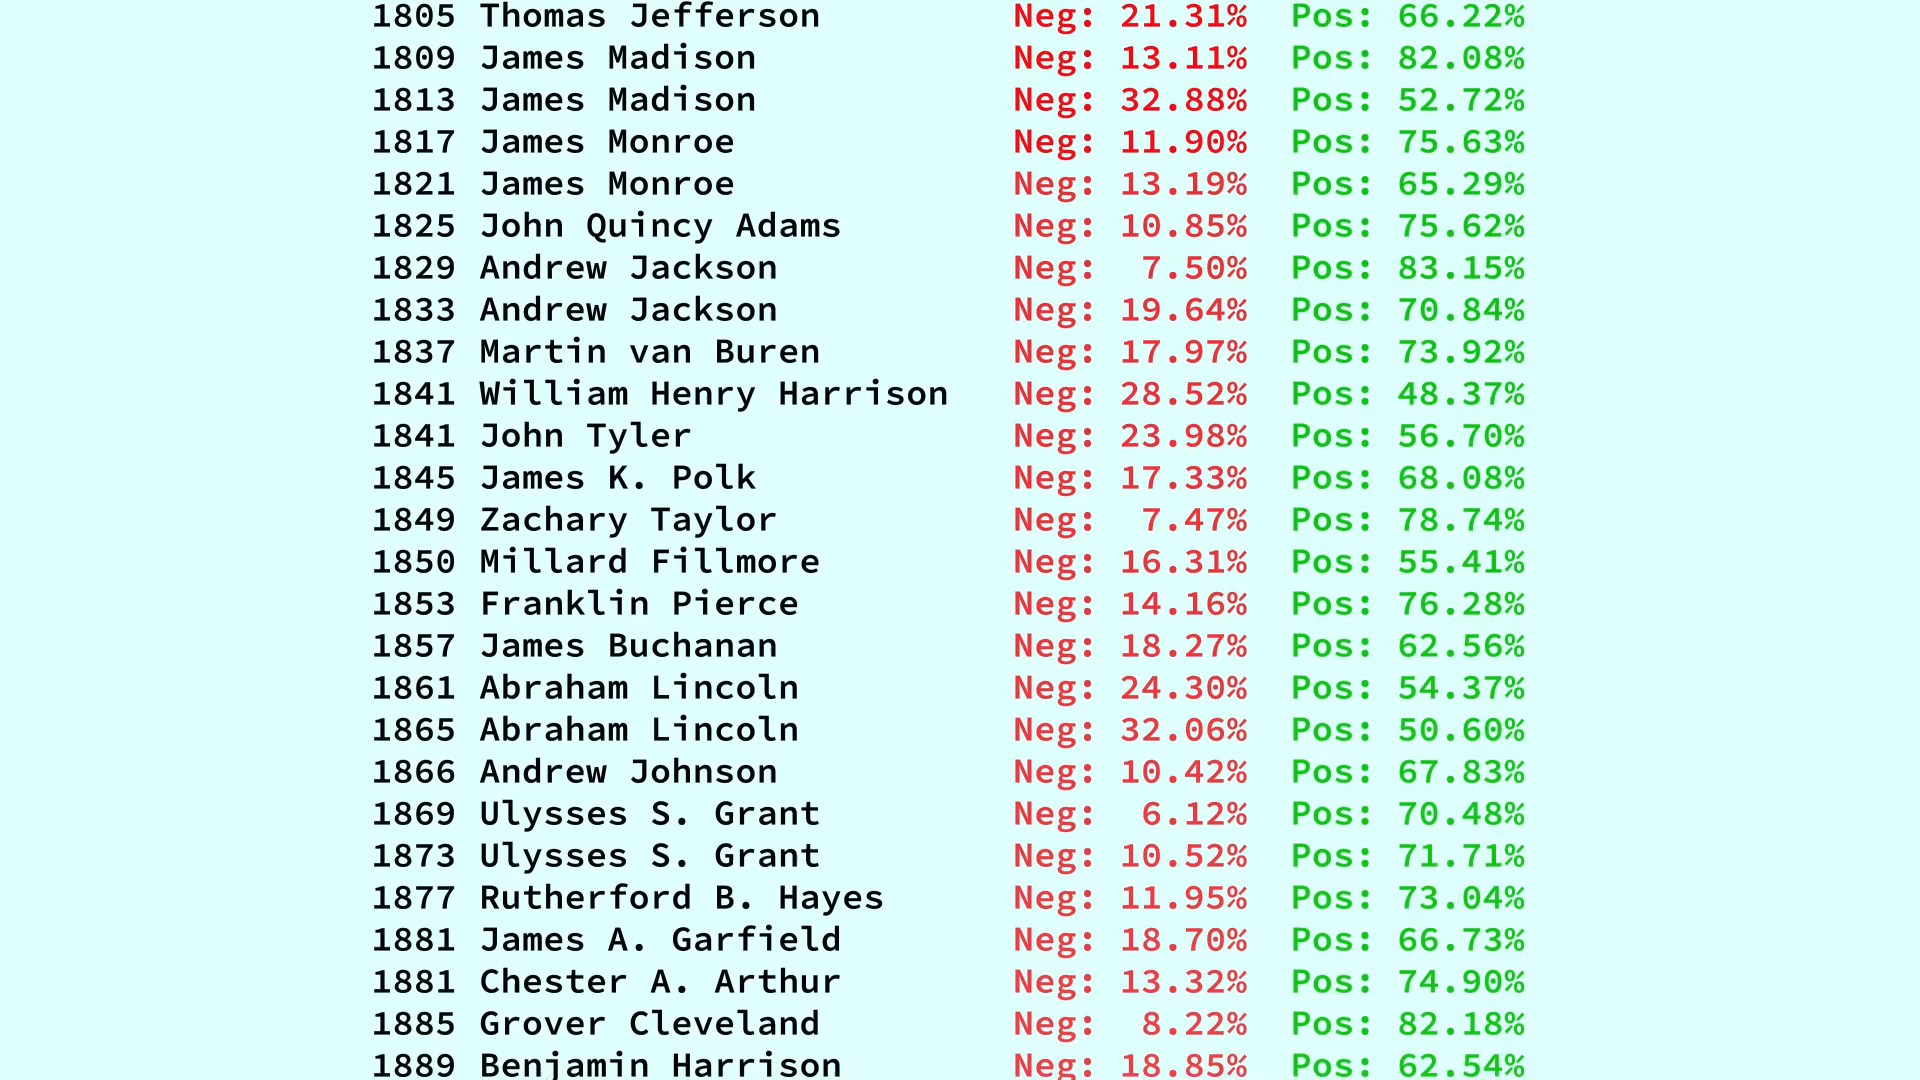 1805 Thomas Jefferson Neg: 21.31% Pos: 66.22%
1809 James Madison Neg: 13.11% Pos: 82.08%
1813 James Madison Neg: 32.88% Pos: 52.72%
1817 James Monroe Neg: 11.90% Pos: 75.63%
1821 James Monroe Neg: 13.19% Pos: 65.29%
1825 John Quincy Adams Neg: 10.85% Pos: 75.62%
1829 Andrew Jackson Neg: 7.50% Pos: 83.15%
1833 Andrew Jackson Neg: 19.64% Pos: 70.84%
1837 Martin van Buren Neg: 17.97% Pos: 73.92%
1841 William Henry Harrison Neg: 28.52% Pos: 48.37%
1841 John Tyler Neg: 23.98% Pos: 56.70%
1845 James K. Polk Neg: 17.33% Pos: 68.08%
1849 Zachary Taylor Neg: 7.47% Pos: 78.74%
1850 Millard Fillmore Neg: 16.31% Pos: 55.41%
1853 Franklin Pierce Neg: 14.16% Pos: 76.28%
1857 James Buchanan Neg: 18.27% Pos: 62.56%
1861 Abraham Lincoln Neg: 24.30% Pos: 54.37%
1865 Abraham Lincoln Neg: 32.06% Pos: 50.60%
1866 Andrew Johnson Neg: 10.42% Pos: 67.83%
1869 Ulysses S. Grant Neg: 6.12% Pos: 70.48%
1873 Ulysses S. Grant Neg: 10.52% Pos: 71.71%
1877 Rutherford B. Hayes Neg: 11.95% Pos: 73.04%
1881 James A. Garfield Neg: 18.70% Pos: 66.73%
1881 Chester A. Arthur Neg: 13.32% Pos: 74.90%
1885 Grover Cleveland Neg: 8.22% Pos: 82.18%
1889 Benjamin Harrison Neg: 18.85% Pos: 62.54%